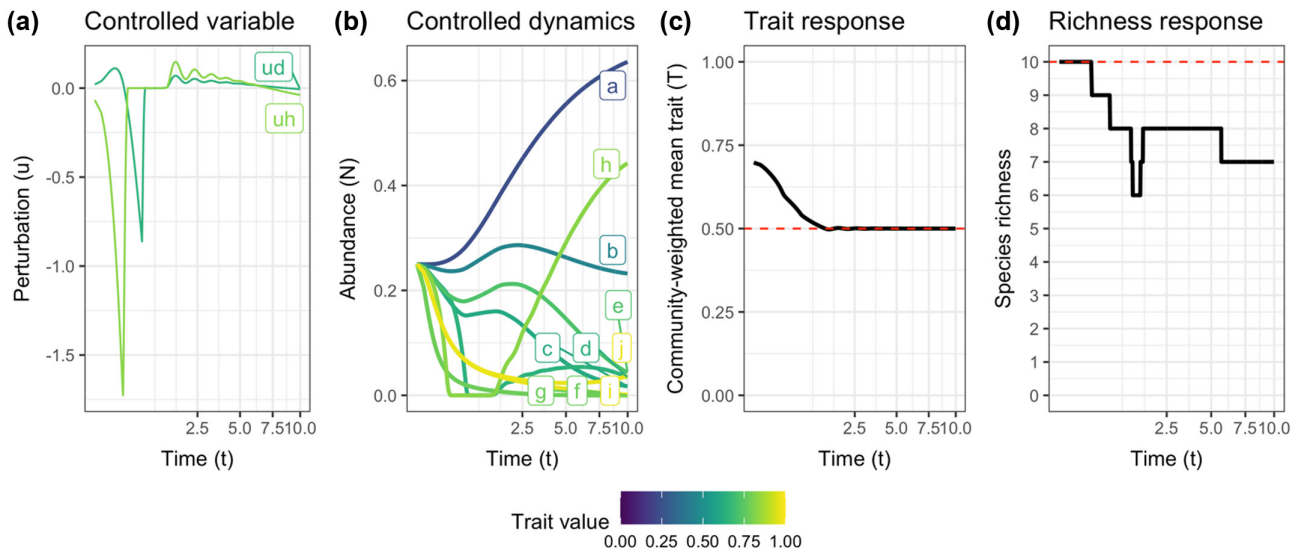 (a) Controlled variable
0.0
-0.5
-1.0
-1.5
Perturbation (u)
ud
uh
2.5 5.0 7.510.0
Time (t)
(b) Controlled dynamics
0.6
0.4
0.2
0.0
Abundance (N)
a
h
b
e
c d j
g f i
2.5 5.0 7.510.0
Time (t)
(c) Trait response
1.00
0.75
0.50
0.25
0.00
Community-weighted mean trait (T)
2.5 5.0 7.510.0
Time (t)
(d) Richness response
10
9
8
7
6
5
4
3
2
1
0
Species richness
2.5 5.0 7.510.0
Time (t)
Trait value
0.00 0.25 0.50 0.75 1.00